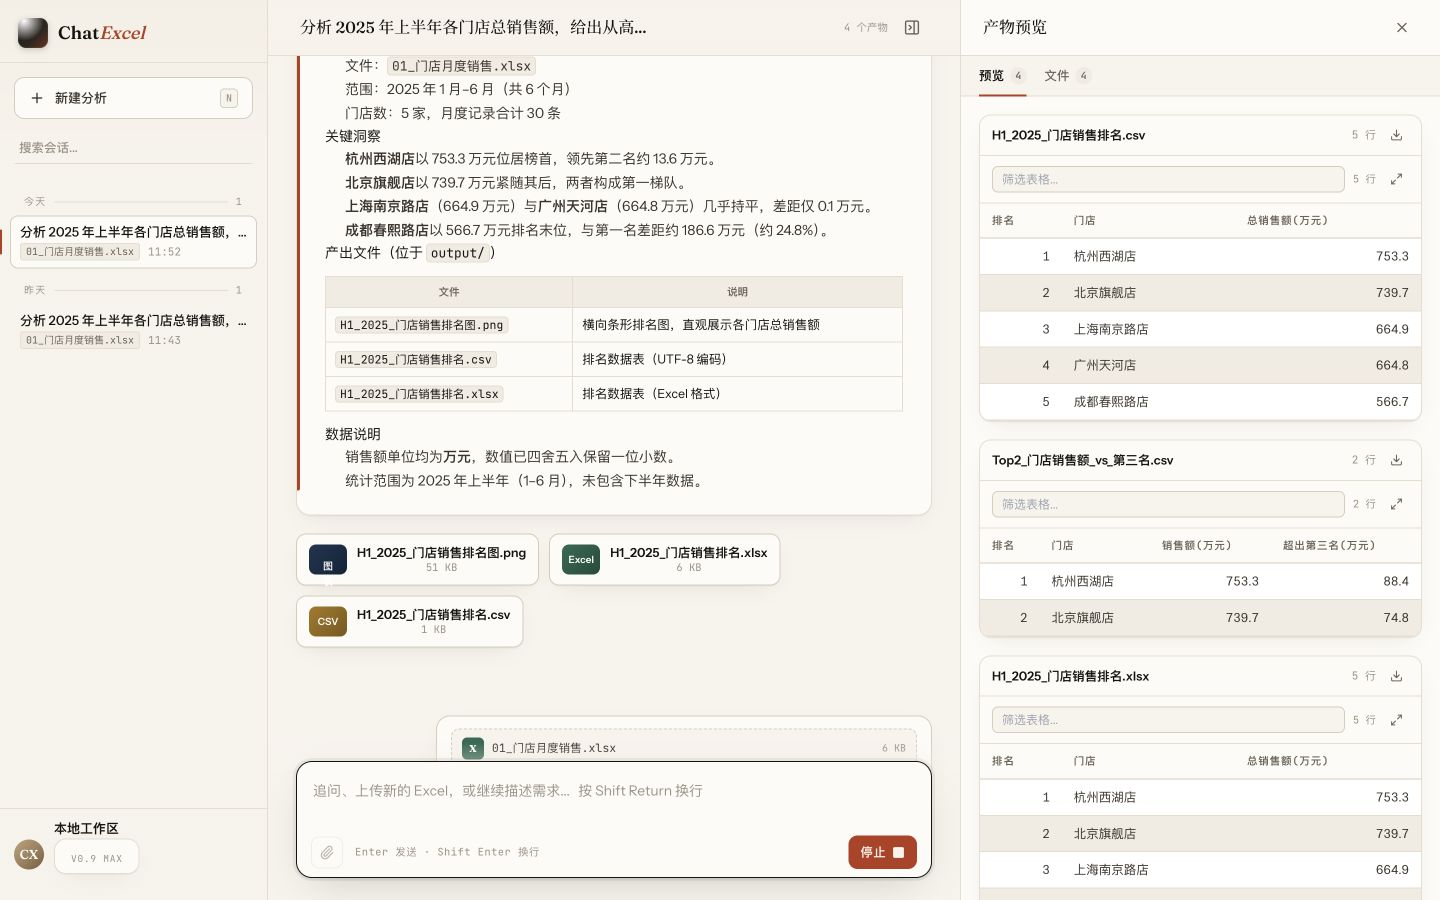 ChatExcel
新建分析
N
搜索会话...
今天 1
分析 2025 年上半年各门店总销售额，...
01_门店月度销售.xlsx 11:52
昨天 1
分析 2025 年上半年各门店总销售额，...
01_门店月度销售.xlsx 11:43
CX
本地工作区
V0.9 MAX
分析 2025 年上半年各门店总销售额，给出从高...
4 个产物
文件： 01_门店月度销售.xlsx
范围：2025 年 1 月–6 月（共 6 个月）
门店数：5 家，月度记录合计 30 条
关键洞察
杭州西湖店以 753.3 万元位居榜首，领先第二名约 13.6 万元。
北京旗舰店以 739.7 万元紧随其后，两者构成第一梯队。
上海南京路店（664.9 万元）与广州天河店（664.8 万元）几乎持平，差距仅 0.1 万元。
成都春熙路店以 566.7 万元排名末位，与第一名差距约 186.6 万元（约 24.8%）。
产出文件（位于 output/）
文件 说明
H1_2025_门店销售排名图.png 横向条形排名图，直观展示各门店总销售额
H1_2025_门店销售排名.csv 排名数据表（UTF-8 编码）
H1_2025_门店销售排名.xlsx 排名数据表（Excel 格式）
数据说明
销售额单位均为万元，数值已四舍五入保留一位小数。
统计范围为 2025 年上半年（1–6 月），未包含下半年数据。
图
H1_2025_门店销售排名图.png
51 KB
Excel
H1_2025_门店销售排名.xlsx
6 KB
CSV
H1_2025_门店销售排名.csv
1 KB
X 01_门店月度销售.xlsx 6 KB
追问、上传新的 Excel，或继续描述需求... 按 Shift Return 换行
Enter 发送 · Shift Enter 换行
停止
产物预览
预览 4 文件 4
H1_2025_门店销售排名.csv 5 行
筛选表格... 5 行
排名 门店 总销售额(万元)
1 杭州西湖店 753.3
2 北京旗舰店 739.7
3 上海南京路店 664.9
4 广州天河店 664.8
5 成都春熙路店 566.7
Top2_门店销售额_vs_第三名.csv 2 行
筛选表格... 2 行
排名 门店 销售额(万元) 超出第三名(万元)
1 杭州西湖店 753.3 88.4
2 北京旗舰店 739.7 74.8
H1_2025_门店销售排名.xlsx 5 行
筛选表格... 5 行
排名 门店 总销售额(万元)
1 杭州西湖店 753.3
2 北京旗舰店 739.7
3 上海南京路店 664.9